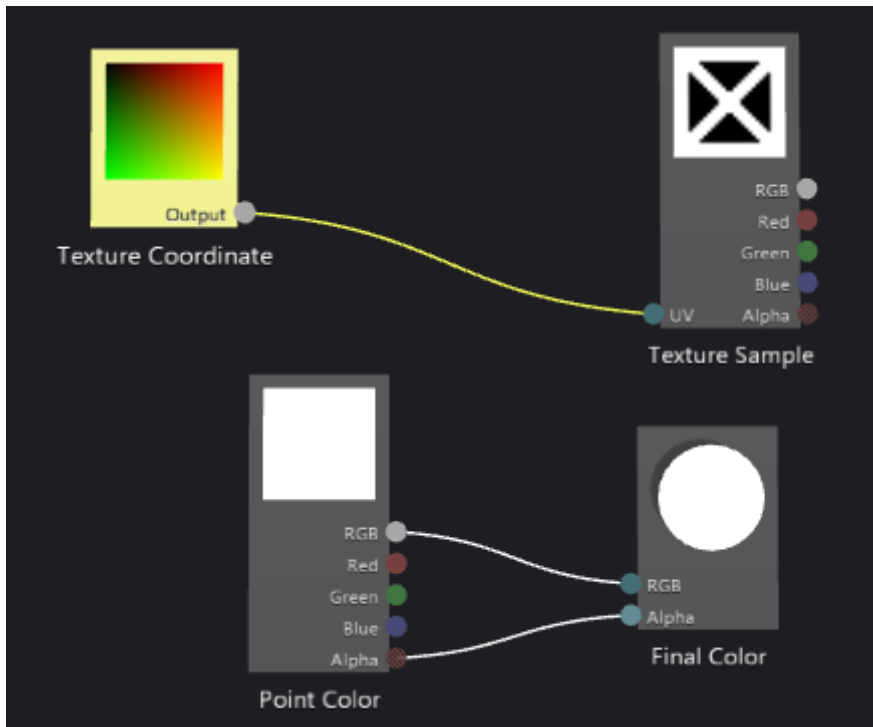 Output
Texture Coordinate
RGB
Red
Green
Blue
UV Alpha
Texture Sample
RGB
Red
Green
Blue
Alpha
Point Color
RGB
Alpha
Final Color